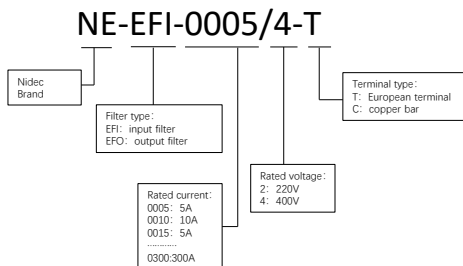 NE-EFI-0005/4-T
Nidec
Brand
Filter type:
EFI: input filter
EFO: output filter
Rated current:
0005: 5A
0010: 10A
0015: 5A
............
0300:300A
Rated voltage:
2: 220V
4: 400V
Terminal type:
T: European terminal
C: copper bar